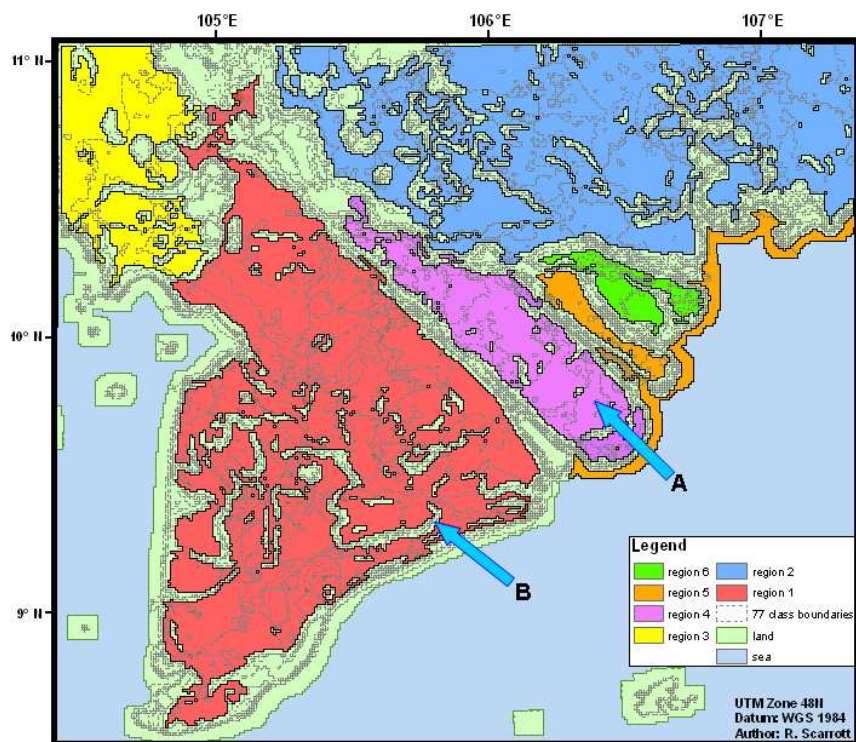 105°E 106°E 107°E
11° N
10° N
9° N
A
B
Legend
region 6 region 2
region 5 region 1
region 4 77 class boundaries
region 3 land
sea
UTM Zone 48N
Datum: WGS 1984
Author: R. Scarrott